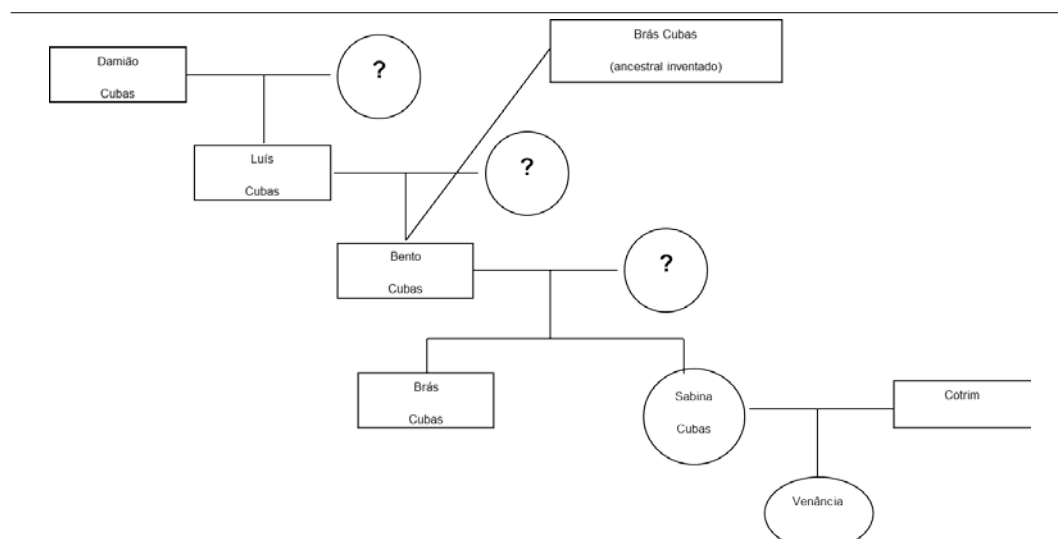 Brás Cubas
(ancestral inventado)
Damião
Cubas
?
Luís
Cubas
?
Bento
Cubas
?
Brás
Cubas
Sabina
Cubas
Cotrim
Venância